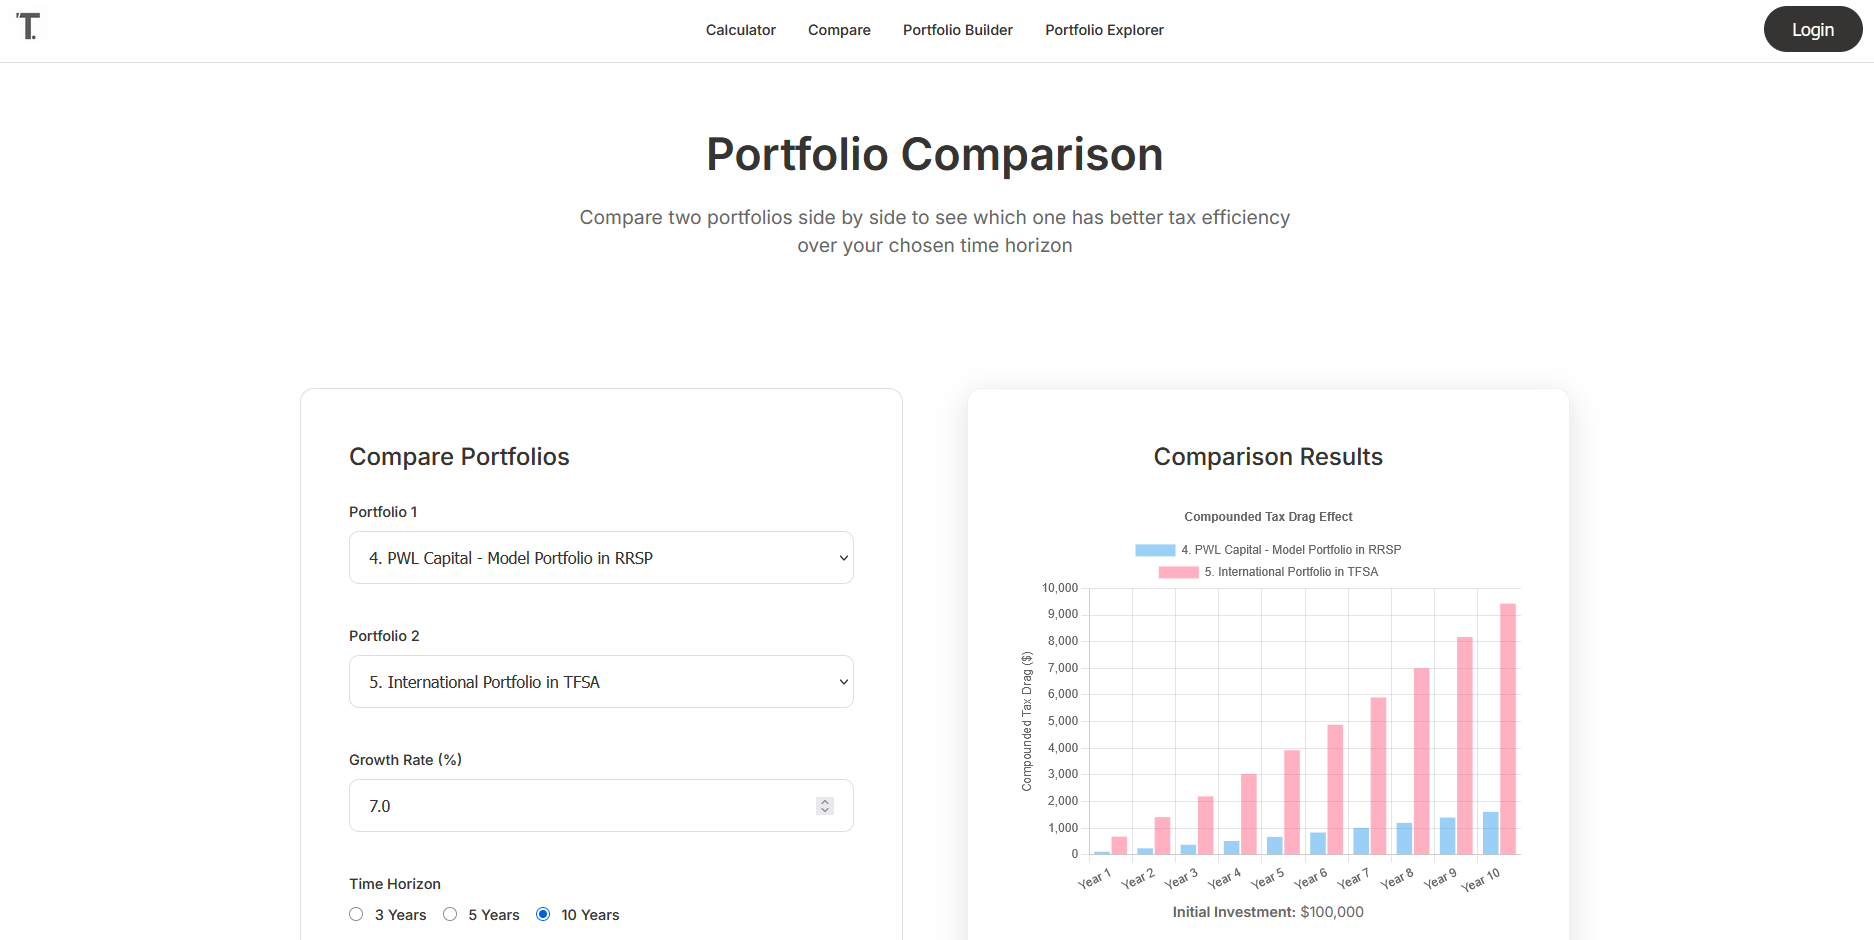 T.
Calculator
Compare
Portfolio Builder
Portfolio Explorer
Login
Portfolio Comparison
Compare two portfolios side by side to see which one has better tax efficiency
over your chosen time horizon
Compare Portfolios
Portfolio 1
4. PWL Capital - Model Portfolio in RRSP
Portfolio 2
5. International Portfolio in TFSA
Growth Rate (%)
7.0
Time Horizon
3 Years
5 Years
10 Years
Comparison Results
Compounded Tax Drag Effect
4. PWL Capital - Model Portfolio in RRSP
5. International Portfolio in TFSA
Compounded Tax Drag ($)
10,000
9,000
8,000
7,000
6,000
5,000
4,000
3,000
2,000
1,000
0
Year 1
Year 2
Year 3
Year 4
Year 5
Year 6
Year 7
Year 8
Year 9
Year 10
Initial Investment: $100,000